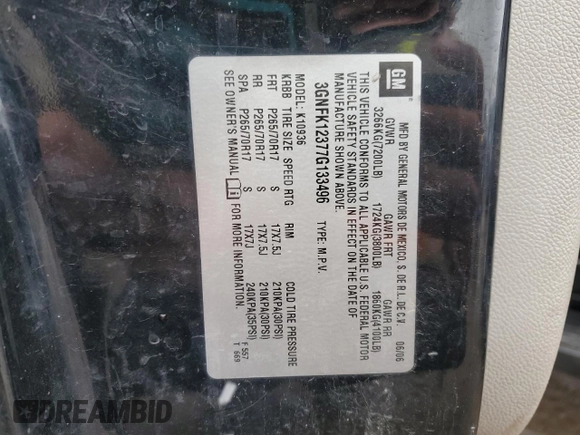 GM
®
MFD BY GENERAL MOTORS DE MEXICO, S. DE R.L. DE C.V.
06/06
GVWR GAWR FRT GAWR RR
3266KG(7200LB) 1724KG(3800LB) 1860KG(4100LB)
THIS VEHICLE CONFORMS TO ALL APPLICABLE U.S. FEDERAL MOTOR
VEHICLE SAFETY STANDARDS IN EFFECT ON THE DATE OF
MANUFACTURE SHOWN ABOVE.
3GNFK12377G133496 TYPE: M.P.V.
MODEL: K10936
KRBB TIRE SIZE SPEED RTG RIM COLD TIRE PRESSURE
FRT P265/70R17 S 17X7.5J 210KPA(30PSI)
RR P265/70R17 S 17X7.5J 210KPA(30PSI)
SPA P265/70R17 S 17X7J 240KPA(35PSI)
SEE OWNER'S MANUAL FOR MORE INFORMATION.
F 557
T 669
DREAMBID